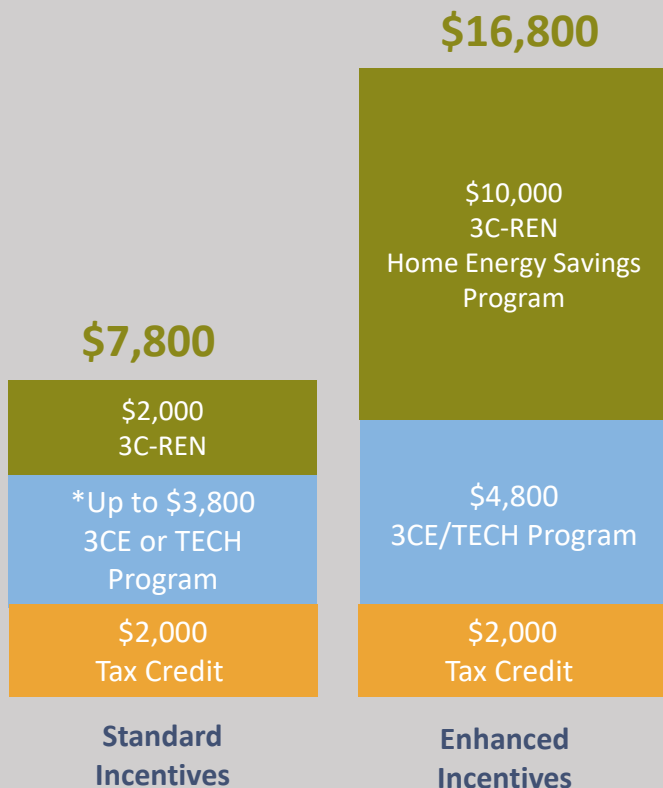 $16,800
$10,000
3C-REN
Home Energy Savings
Program
$7,800
$2,000
3C-REN
*Up to $3,800
3CE or TECH
Program
$4,800
3CE/TECH Program
$2,000
Tax Credit
$2,000
Tax Credit
Standard
Incentives
Enhanced
Incentives